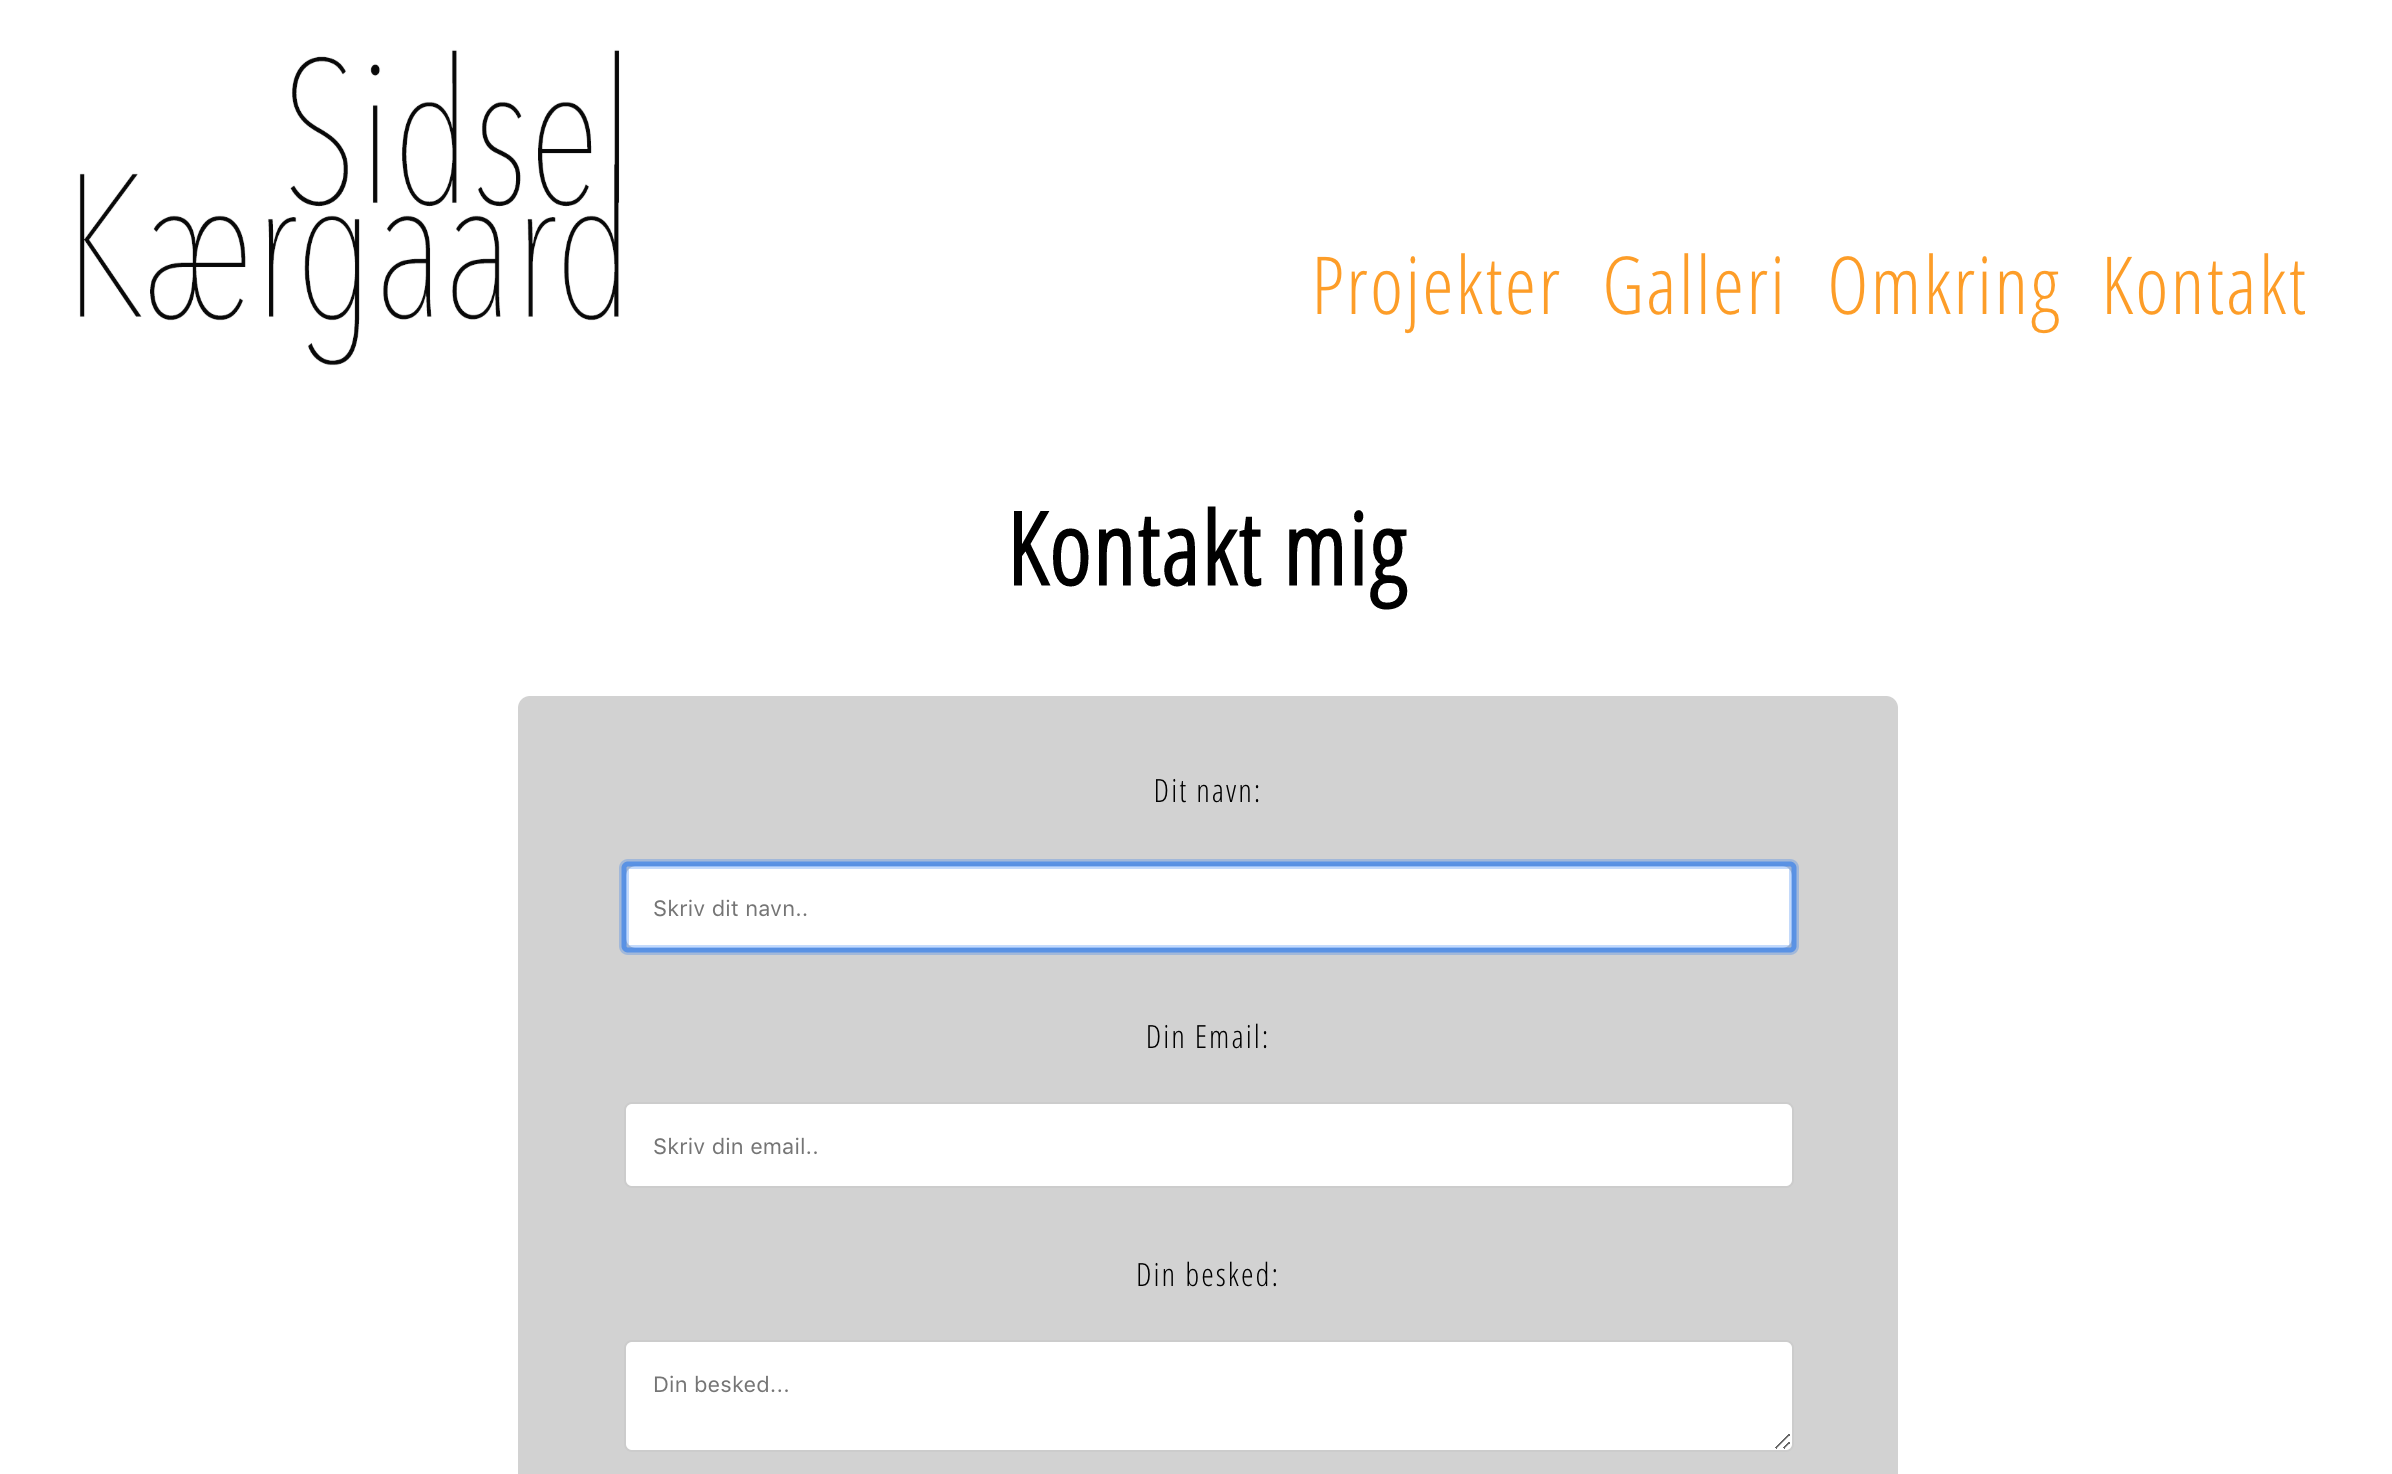 Sidsel
Kærgaard
Projekter Galleri Omkring Kontakt
Kontakt mig
Dit navn:
Skriv dit navn..
Din Email:
Skriv din email..
Din besked:
Din besked...